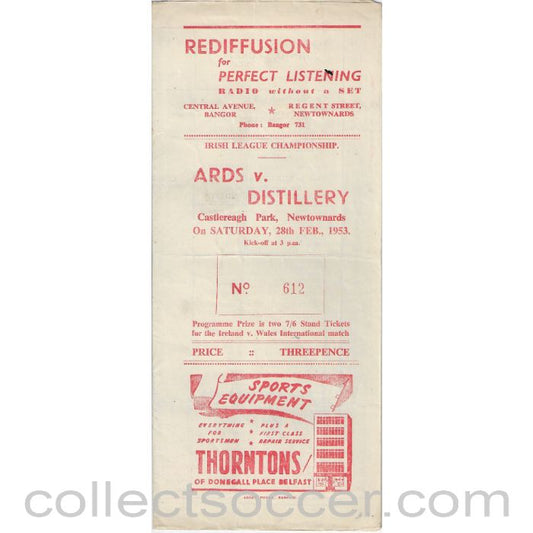 REDIFFUSION
for
PERFECT LISTENING
RADIO without a SET
CENTRAL AVENUE, BANGOR ★ REGENT STREET, NEWTOWNARDS
Phone : Bangor 731
IRISH LEAGUE CHAMPIONSHIP.
ARDS v.
DISTILLERY
Castlereagh Park, Newtownards
On SATURDAY, 28th FEB., 1953.
Kick-off at 3 p.m.
No. 612
Programme Prize is two 7/6 Stand Tickets
for the Ireland v. Wales International match
PRICE :: THREEPENCE
SPORTS
EQUIPMENT
EVERYTHING FOR SPORTSMEN ★ PLUS A FIRST CLASS REPAIR SERVICE
THORNTONS/
OF DONEGALL PLACE BELFAST
collectsoccer.com